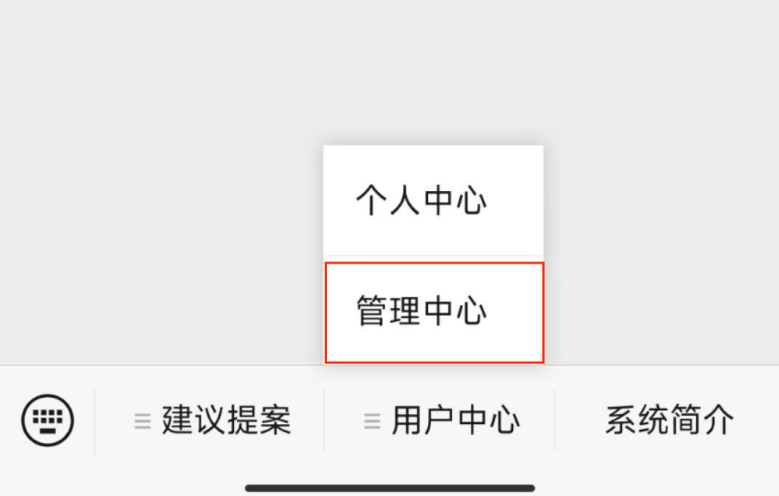 个人中心
管理中心
建议提案
用户中心
系统简介